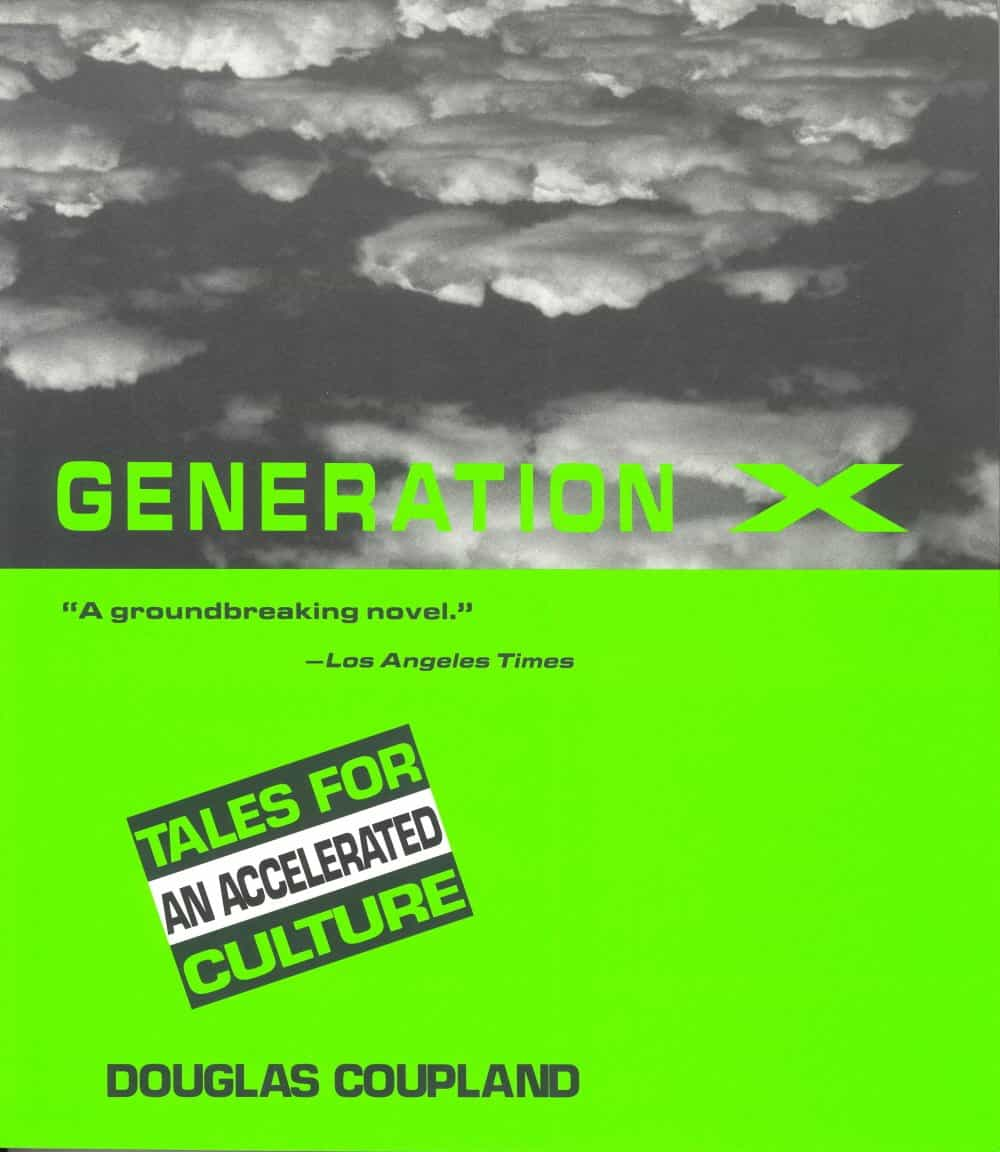 GENERATION X
“A groundbreaking novel.”
—Los Angeles Times
TALES FOR
AN ACCELERATED
CULTURE
DOUGLAS COUPLAND